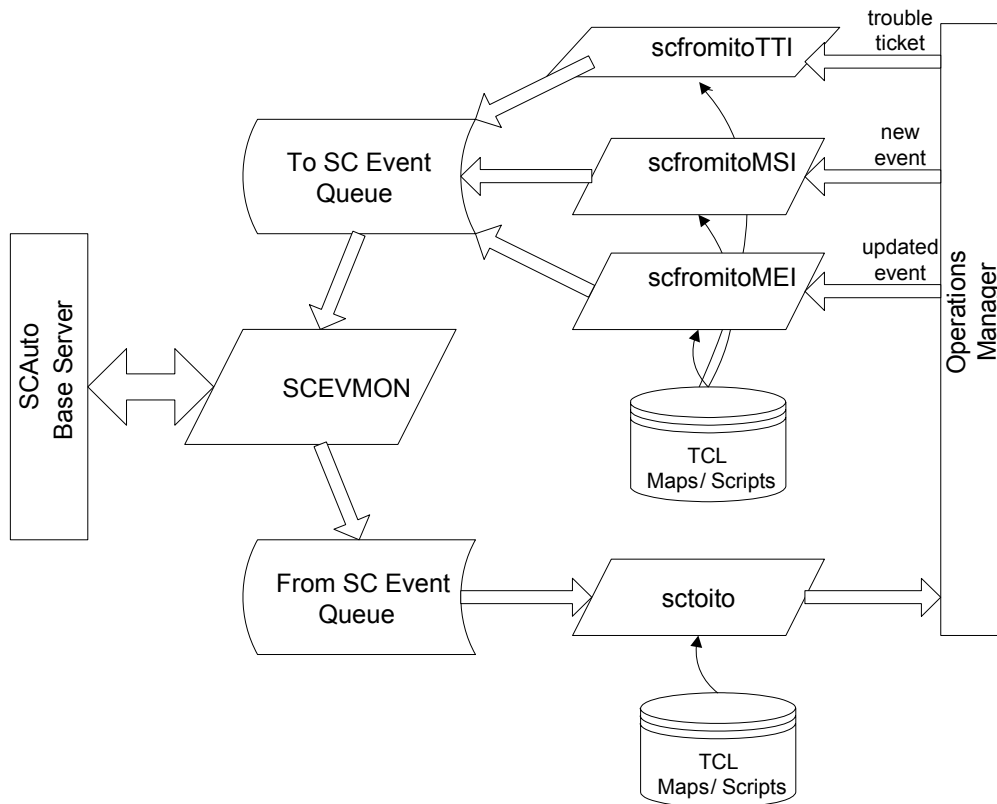 scfromitoTTI
trouble
ticket
To SC Event
Queue
scfromitoMSI
new
event
scfromitoMEI
updated
event
Operations
Manager
SCAuto
Base Server
SCEVMON
TCL
Maps/ Scripts
From SC Event
Queue
sctoito
TCL
Maps/ Scripts